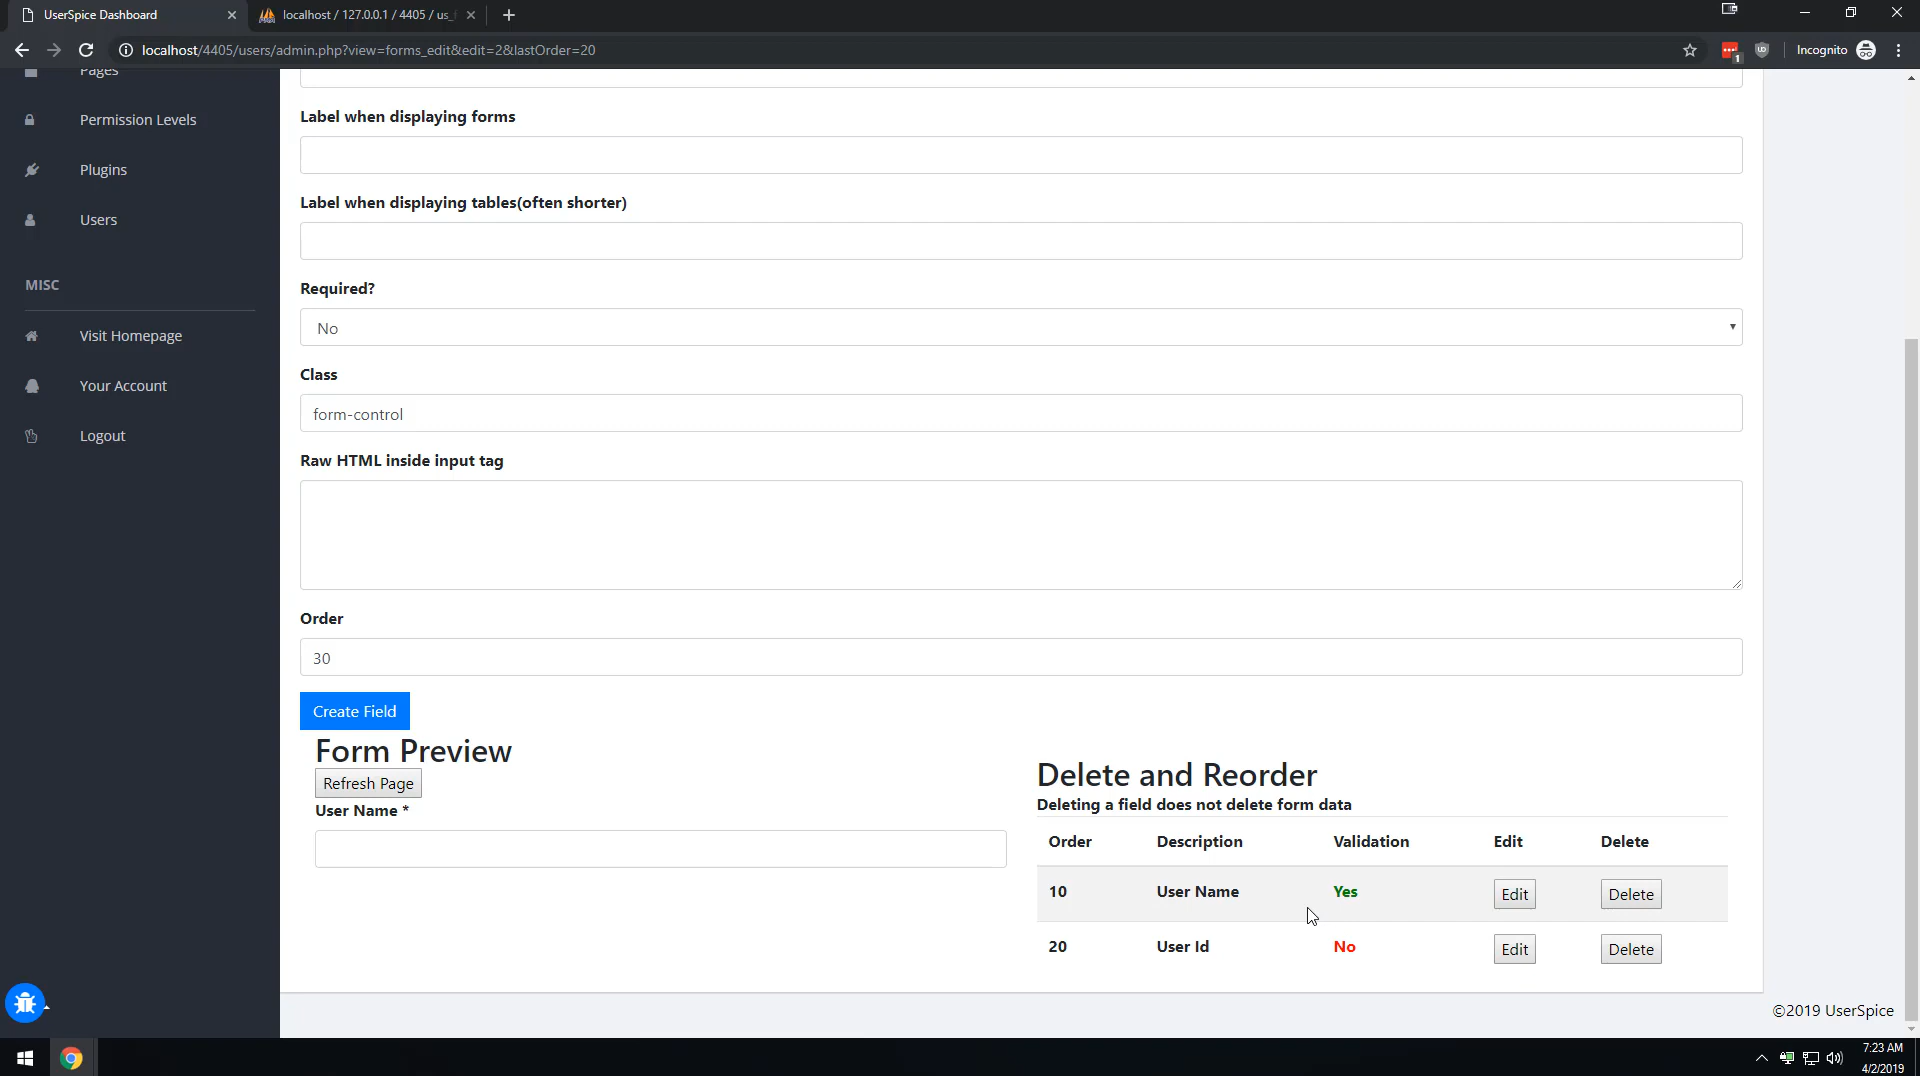 UserSpice Dashboard
localhost / 127.0.0.1 / 4405 / us_f
localhost/4405/users/admin.php?view=forms_edit&edit=2&lastOrder=20
1
Incognito
Pages
Permission Levels
Plugins
Users
MISC
Visit Homepage
Your Account
Logout
Label when displaying forms
Label when displaying tables(often shorter)
Required?
No
Class
form-control
Raw HTML inside input tag
Order
30
Create Field
Form Preview
Refresh Page
User Name *
Delete and Reorder
Deleting a field does not delete form data
Order Description Validation Edit Delete
10 User Name Yes Edit Delete
20 User Id No Edit Delete
©2019 UserSpice
7:23 AM
4/2/2019